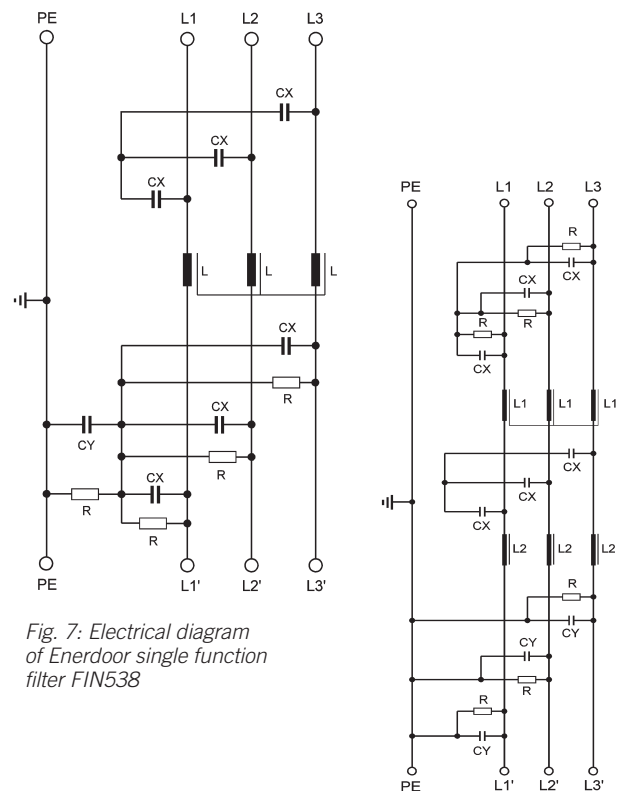 PE L1 L2 L3
CX
CX
CX
L L L
CX
R
CX
CY
R
CX
R
R
PE L1' L2' L3'
Fig. 7: Electrical diagram
of Enerdoor single function
filter FIN538
PE L1 L2 L3
R
CX
CX
R R
CX
L1 L1 L1
CX
CX
CX
L2 L2 L2
R
CY
CY
R
R
CY
PE L1' L2' L3'